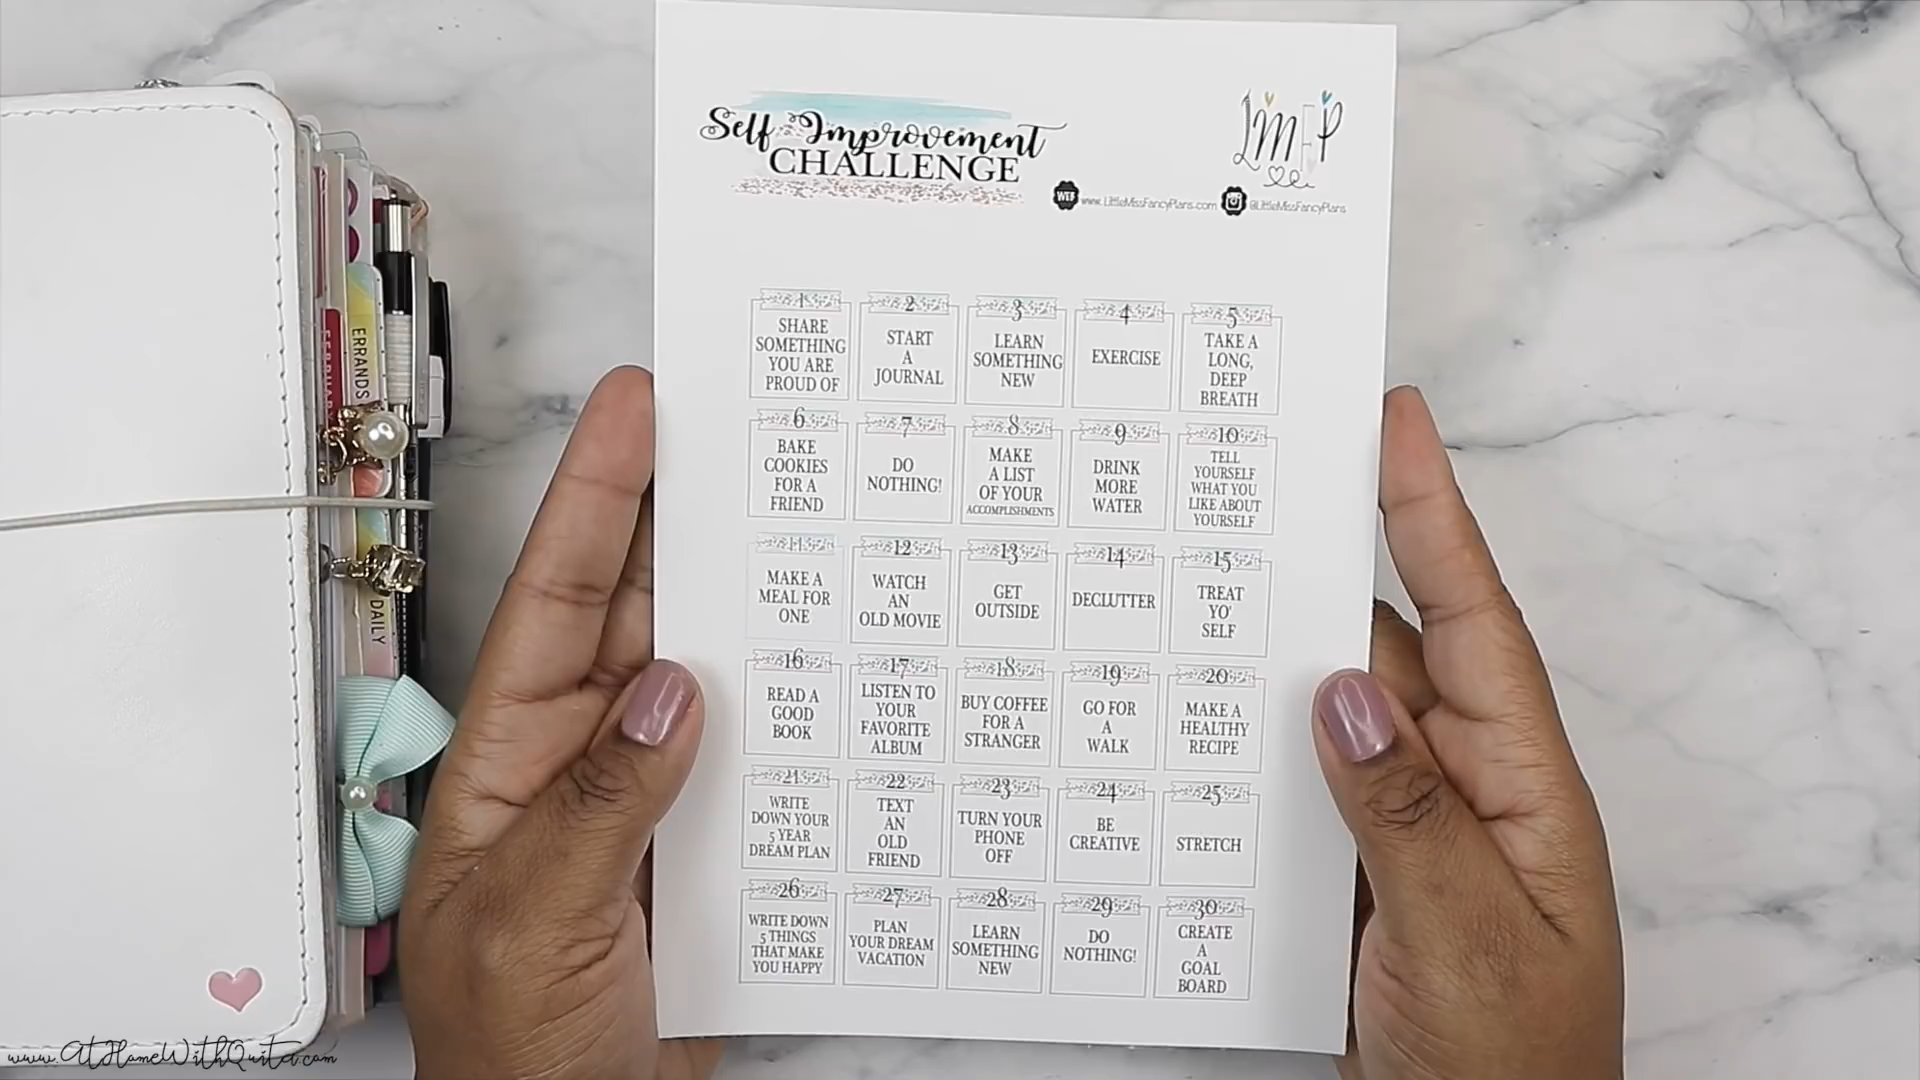 Self Improvement
CHALLENGE
LMFP
WEB www.LittleMissFancyPlans.com @LittleMissFancyPlans
1
SHARE
SOMETHING
YOU ARE
PROUD OF
2
START
A
JOURNAL
3
LEARN
SOMETHING
NEW
4
EXERCISE
5
TAKE A
LONG,
DEEP
BREATH
6
BAKE
COOKIES
FOR A
FRIEND
7
DO
NOTHING!
8
MAKE
A LIST
OF YOUR
ACCOMPLISHMENTS
9
DRINK
MORE
WATER
10
TELL
YOURSELF
WHAT YOU
LIKE ABOUT
YOURSELF
11
MAKE A
MEAL FOR
ONE
12
WATCH
AN
OLD MOVIE
13
GET
OUTSIDE
14
DECLUTTER
15
TREAT
YO'
SELF
16
READ A
GOOD
BOOK
17
LISTEN TO
YOUR
FAVORITE
ALBUM
18
BUY COFFEE
FOR A
STRANGER
19
GO FOR
A
WALK
20
MAKE A
HEALTHY
RECIPE
21
WRITE
DOWN YOUR
5 YEAR
DREAM PLAN
22
TEXT
AN
OLD
FRIEND
23
TURN YOUR
PHONE
OFF
24
BE
CREATIVE
25
STRETCH
26
WRITE DOWN
5 THINGS
THAT MAKE
YOU HAPPY
27
PLAN
YOUR DREAM
VACATION
28
LEARN
SOMETHING
NEW
29
DO
NOTHING!
30
CREATE
A
GOAL
BOARD
FEBRUARY
ERRANDS
DAILY
www.AtHomeWithQuita.com